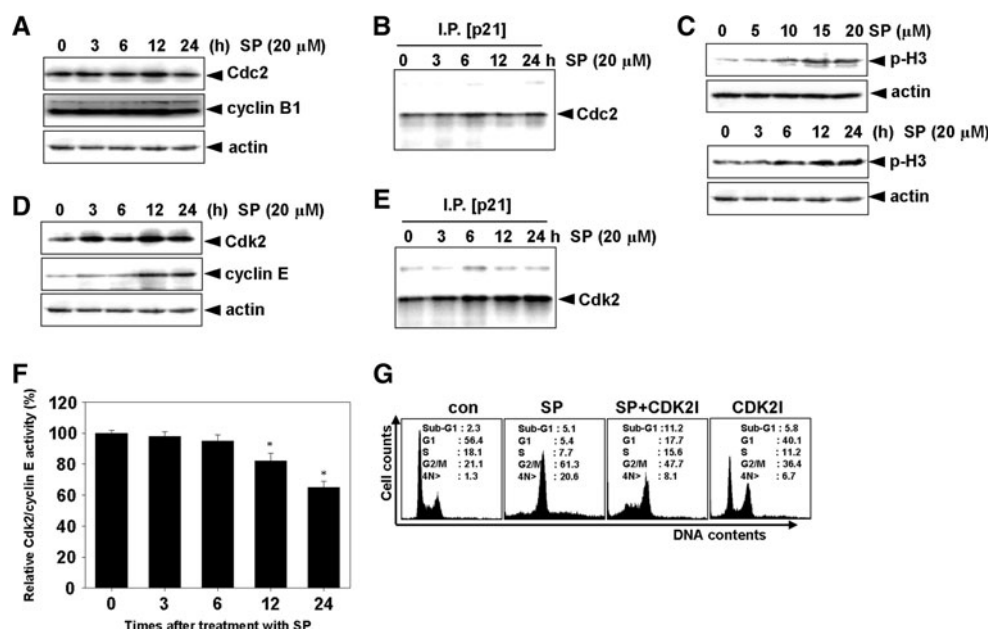 A
0 3 6 12 24 (h) SP (20 µM)
Cdc2
cyclin B1
actin
B
I.P. [p21]
0 3 6 12 24 h SP (20 µM)
Cdc2
C
0 5 10 15 20 SP (µM)
p-H3
actin
0 3 6 12 24 (h) SP (20 µM)
p-H3
actin
D
0 3 6 12 24 (h) SP (20 µM)
Cdk2
cyclin E
actin
E
I.P. [p21]
0 3 6 12 24 h SP (20 µM)
Cdk2
F
Relative Cdk2/cyclin E activity (%)
120
100
80
60
40
20
0
* *
0 3 6 12 24
Times after treatment with SP
G
con SP SP+CDK2I CDK2I
Cell counts
Sub-G1 : 2.3
G1 : 56.4
S : 18.1
G2/M : 21.1
4N> : 1.3
Sub-G1 : 5.1
G1 : 5.4
S : 7.7
G2/M : 61.3
4N> : 20.6
Sub-G1 :11.2
G1 : 17.7
S : 15.6
G2/M : 47.7
4N> : 8.1
Sub-G1 : 5.8
G1 : 40.1
S : 11.2
G2/M : 36.4
4N> : 6.7
DNA contents